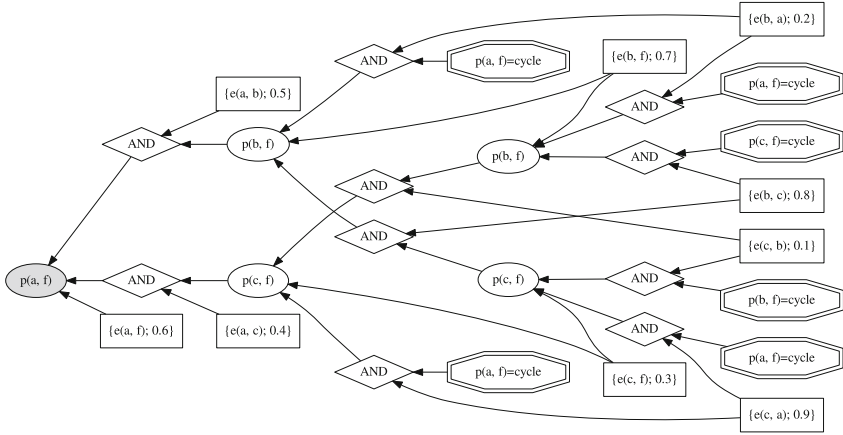 {e(b, a); 0.2}
AND
p(a, f)=cycle
{e(b, f); 0.7}
p(a, f)=cycle
{e(a, b); 0.5}
AND
AND
p(b, f)
p(b, f)
AND
p(c, f)=cycle
AND
{e(b, c); 0.8}
AND
{e(c, b); 0.1}
p(a, f)
AND
p(c, f)
p(c, f)
AND
p(b, f)=cycle
{e(a, f); 0.6}
{e(a, c); 0.4}
AND
p(a, f)=cycle
AND
p(a, f)=cycle
{e(c, f); 0.3}
{e(c, a); 0.9}